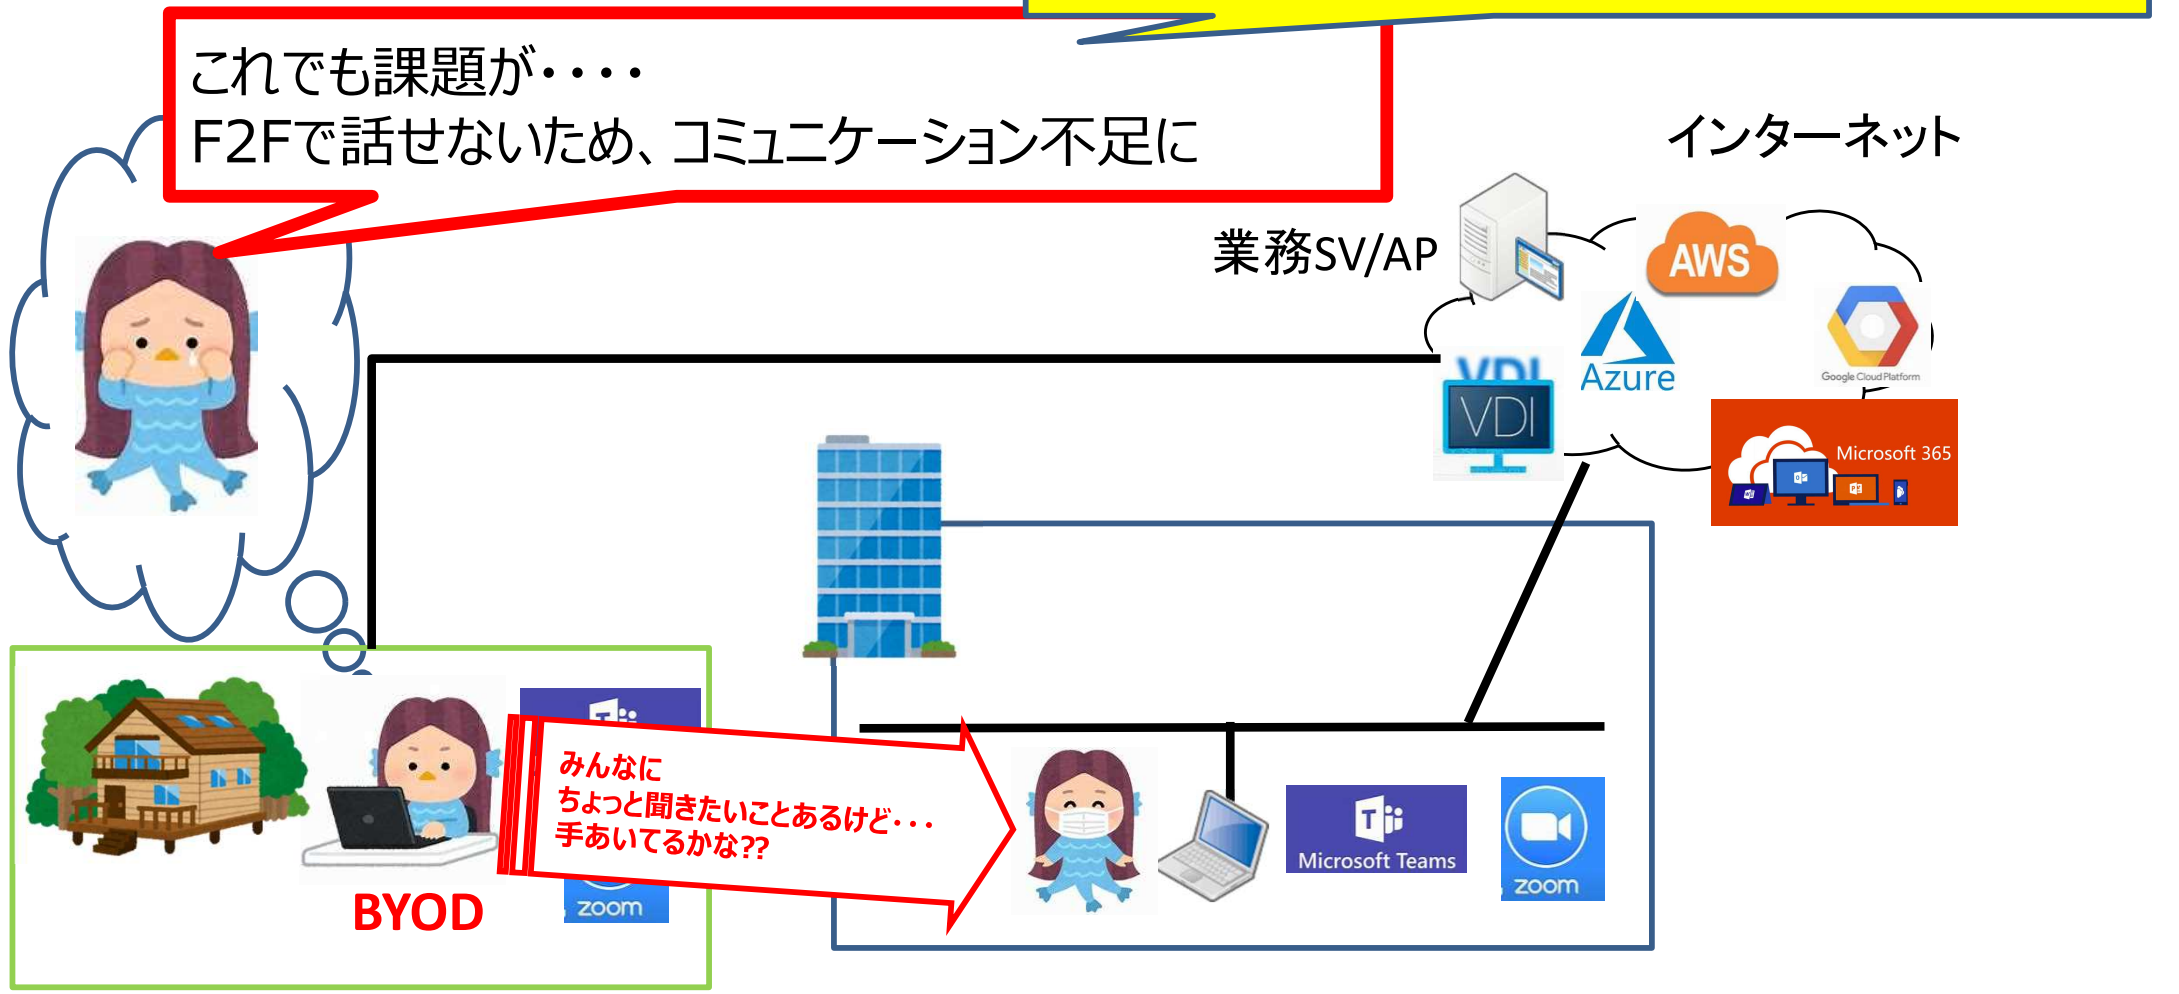 これでも課題が・・・・
F2Fで話せないため、コミュニケーション不足に
インターネット
業務SV/AP
AWS
Azure
Google Cloud Platform
VDI
VDI
Microsoft 365
みんなに
ちょっと聞きたいことあるけど・・・
手あいてるかな??
BYOD
zoom
Microsoft Teams
zoom